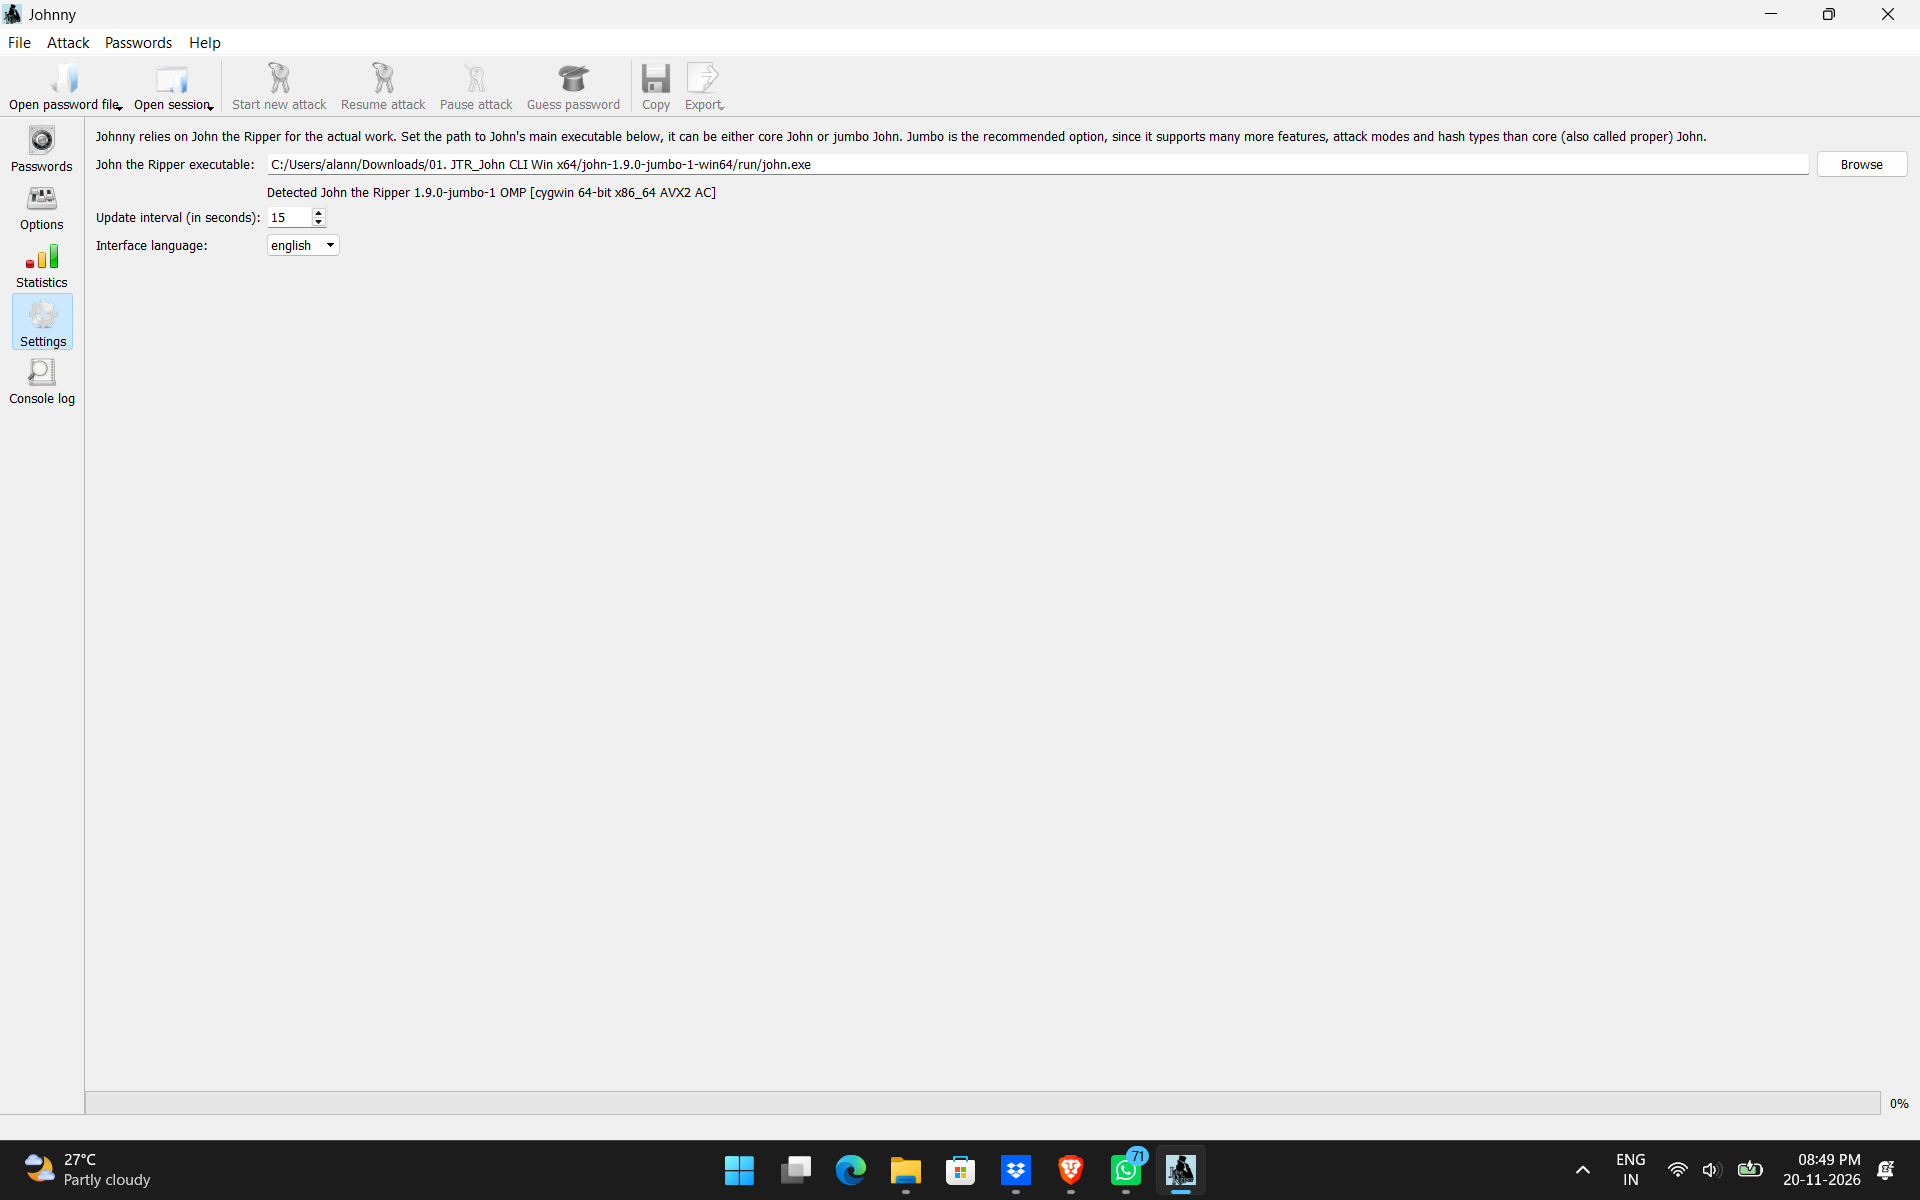 Johnny
File Attack Passwords Help
Open password file Open session Start new attack Resume attack Pause attack Guess password Copy Export
Passwords
Options
Statistics
Settings
Console log
Johnny relies on John the Ripper for the actual work. Set the path to John's main executable below, it can be either core John or jumbo John. Jumbo is the recommended option, since it supports many more features, attack modes and hash types than core (also called proper) John.
John the Ripper executable: C:/Users/alann/Downloads/01. JTR_John CLI Win x64/john-1.9.0-jumbo-1-win64/run/john.exe Browse
Detected John the Ripper 1.9.0-jumbo-1 OMP [cygwin 64-bit x86_64 AVX2 AC]
Update interval (in seconds): 15
Interface language: english
0%
27°C
Partly cloudy
71
ENG
IN
08:49 PM
20-11-2026